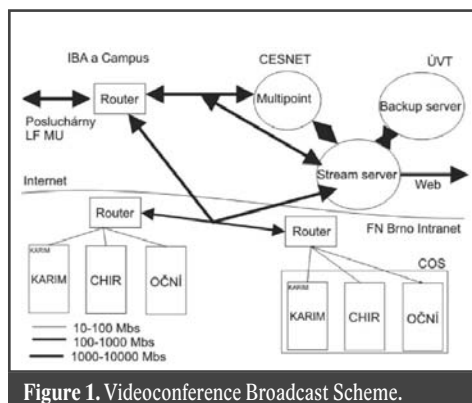 IBA a Campus
CESNET
ÚVT
Router
Multipoint
Backup server
Posluchárny
LF MU
Stream server
Web
Internet
Router
FN Brno Intranet
Router
COS
KARIM
KARIM
CHIR
OČNÍ
KARIM
KARIM
CHIR
OČNÍ
10-100 Mbs
100-1000 Mbs
1000-10000 Mbs
Figure 1. Videoconference Broadcast Scheme.